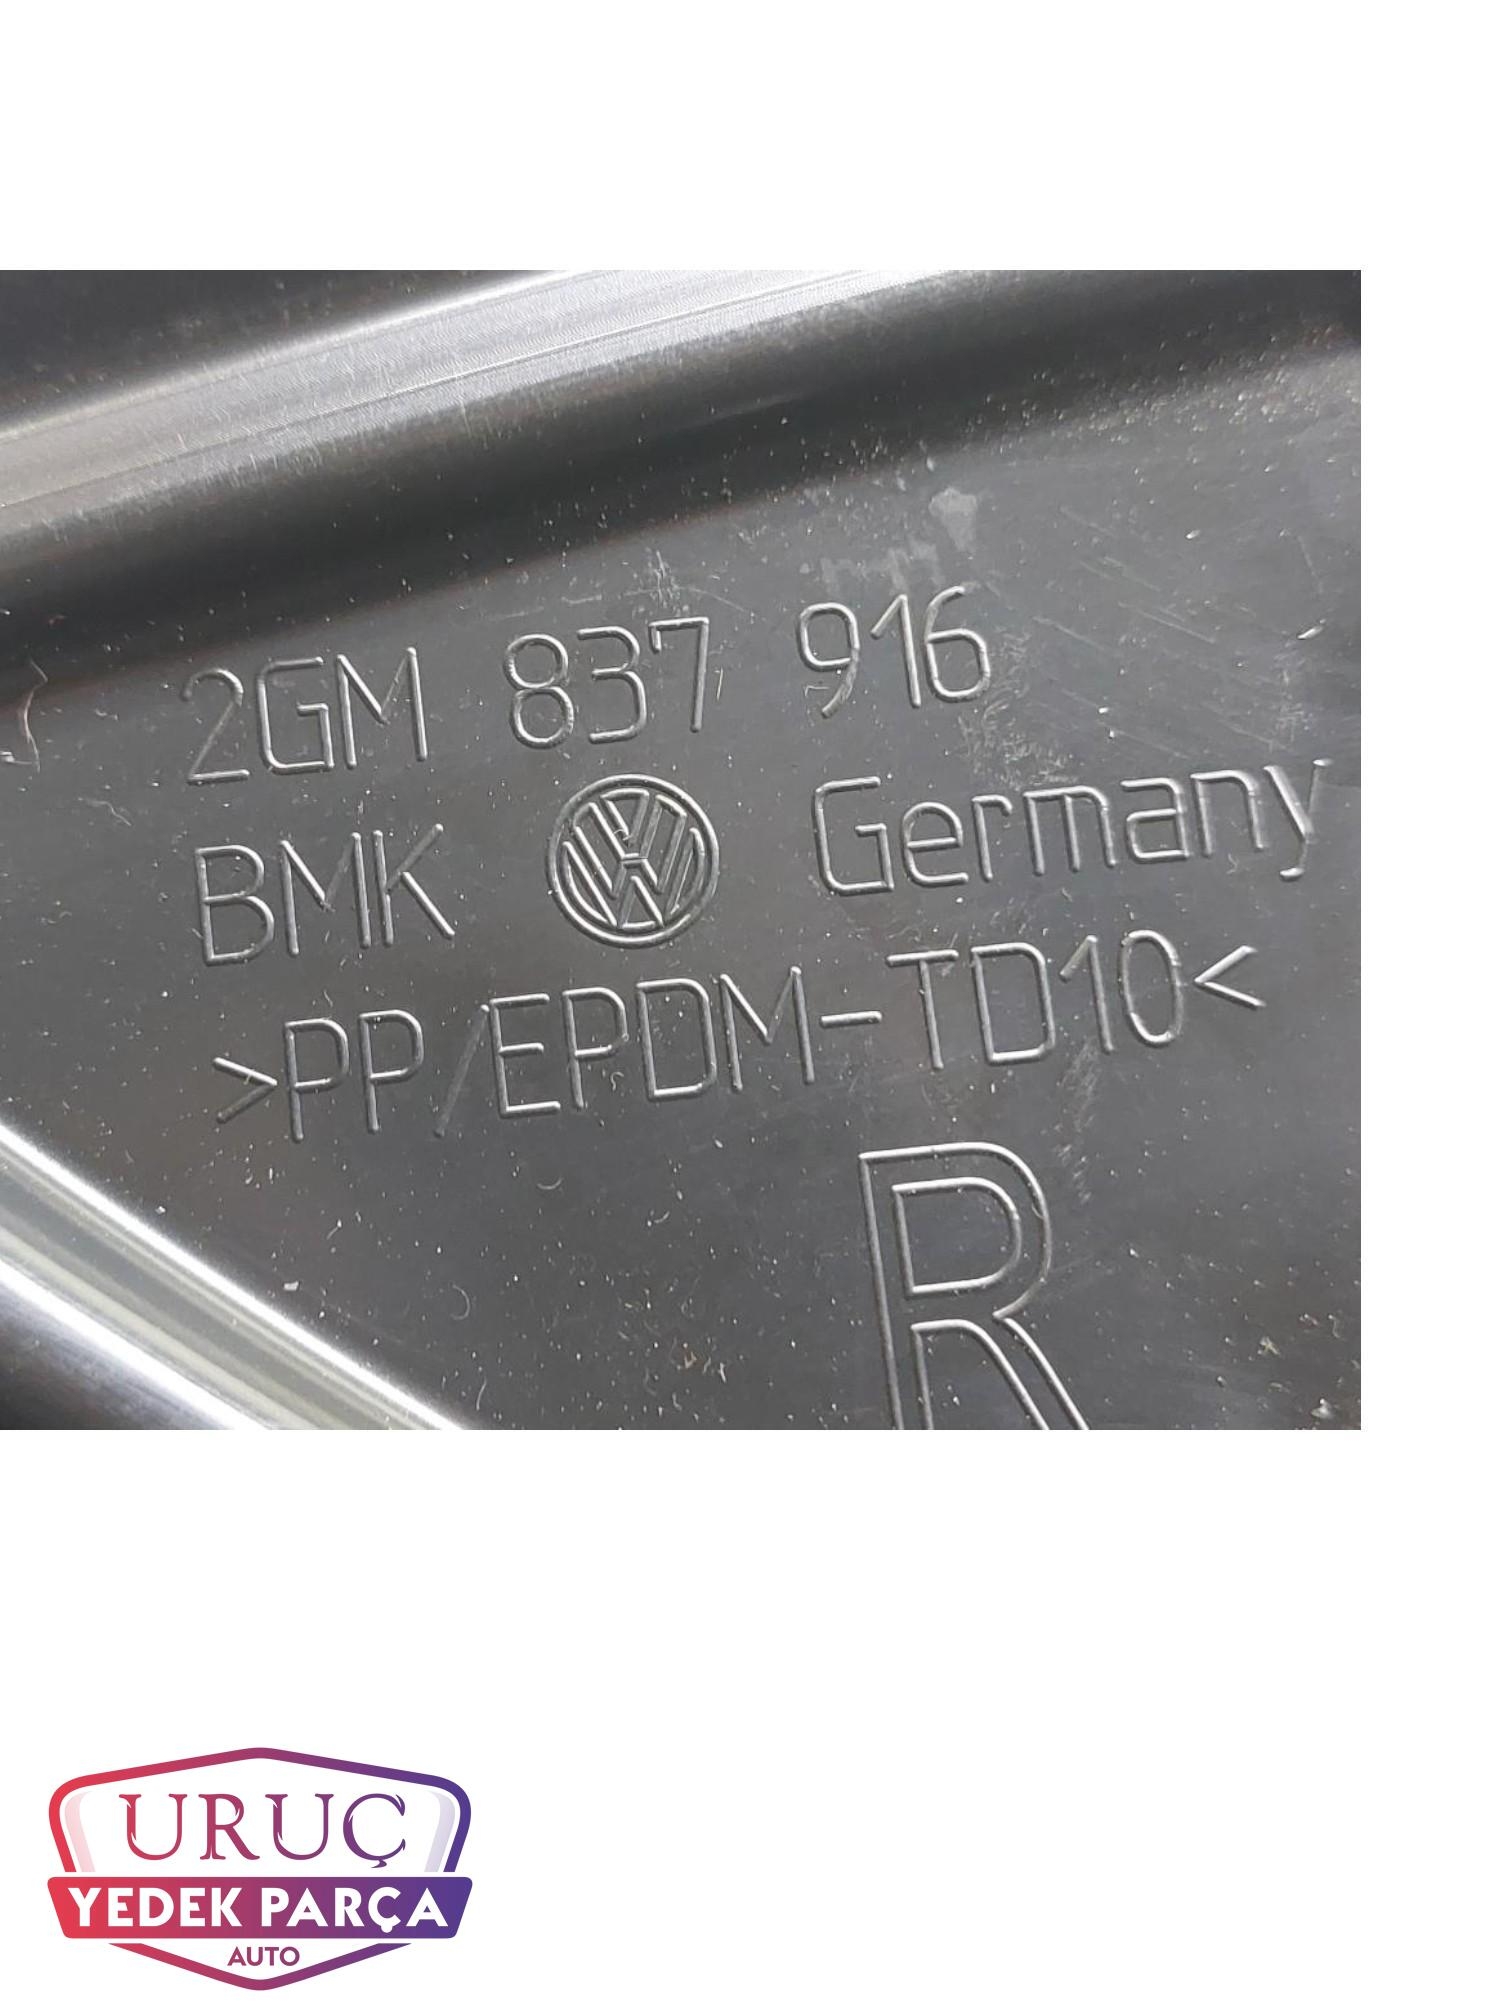 2GM 837 916
BMK Germany
>PP/EPDM-TD10<
R
URUÇ
YEDEK PARÇA
AUTO